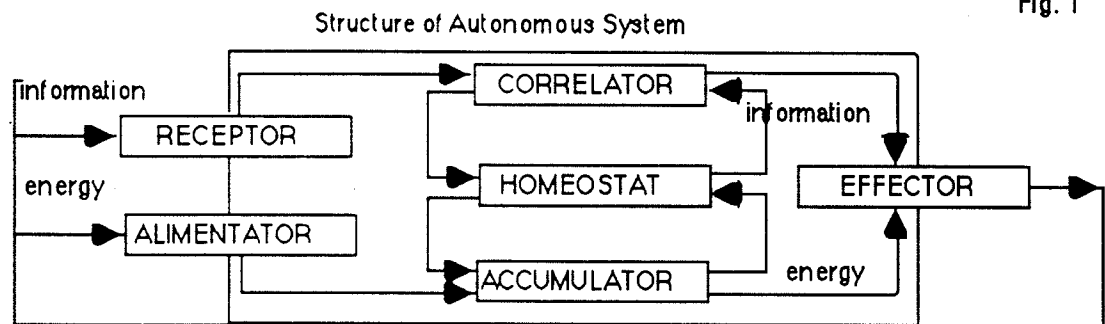 Fig. 1
Structure of Autonomous System
information
CORRELATOR
information
RECEPTOR
energy
HOMEOSTAT
EFFECTOR
ALIMENTATOR
ACCUMULATOR
energy